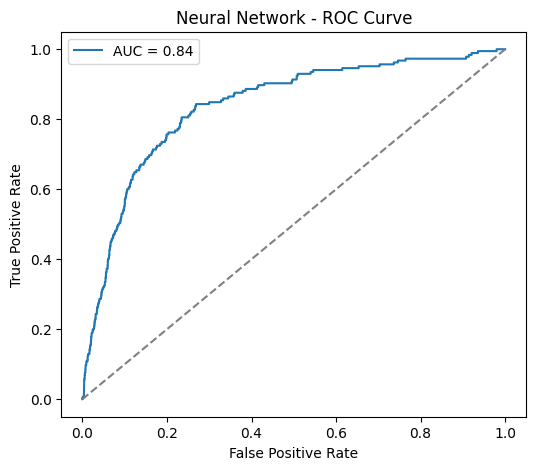 Neural Network - ROC Curve
AUC = 0.84
True Positive Rate
1.0
0.8
0.6
0.4
0.2
0.0
0.0 0.2 0.4 0.6 0.8 1.0
False Positive Rate